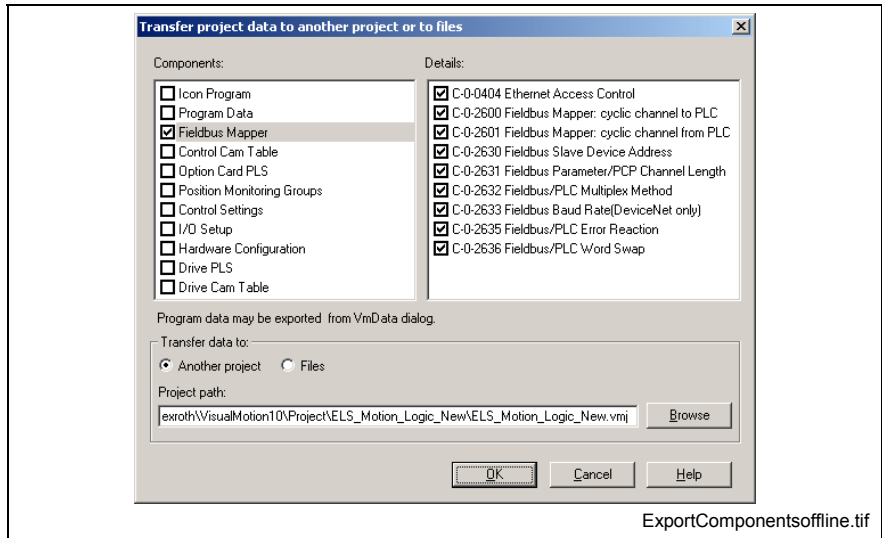 Transfer project data to another project or to files
Components:
Icon Program
Program Data
Fieldbus Mapper
Control Cam Table
Option Card PLS
Position Monitoring Groups
Control Settings
I/O Setup
Hardware Configuration
Drive PLS
Drive Cam Table
Details:
C-0-0404 Ethernet Access Control
C-0-2600 Fieldbus Mapper: cyclic channel to PLC
C-0-2601 Fieldbus Mapper: cyclic channel from PLC
C-0-2630 Fieldbus Slave Device Address
C-0-2631 Fieldbus Parameter/PCP Channel Length
C-0-2632 Fieldbus/PLC Multiplex Method
C-0-2633 Fieldbus Baud Rate(DeviceNet only)
C-0-2635 Fieldbus/PLC Error Reaction
C-0-2636 Fieldbus/PLC Word Swap
Program data may be exported from VmData dialog.
Transfer data to:
Another project Files
Project path:
exroth\VisualMotion10\Project\ELS_Motion_Logic_New\ELS_Motion_Logic_New.vmj Browse
OK Cancel Help
ExportComponentsoffline.tif